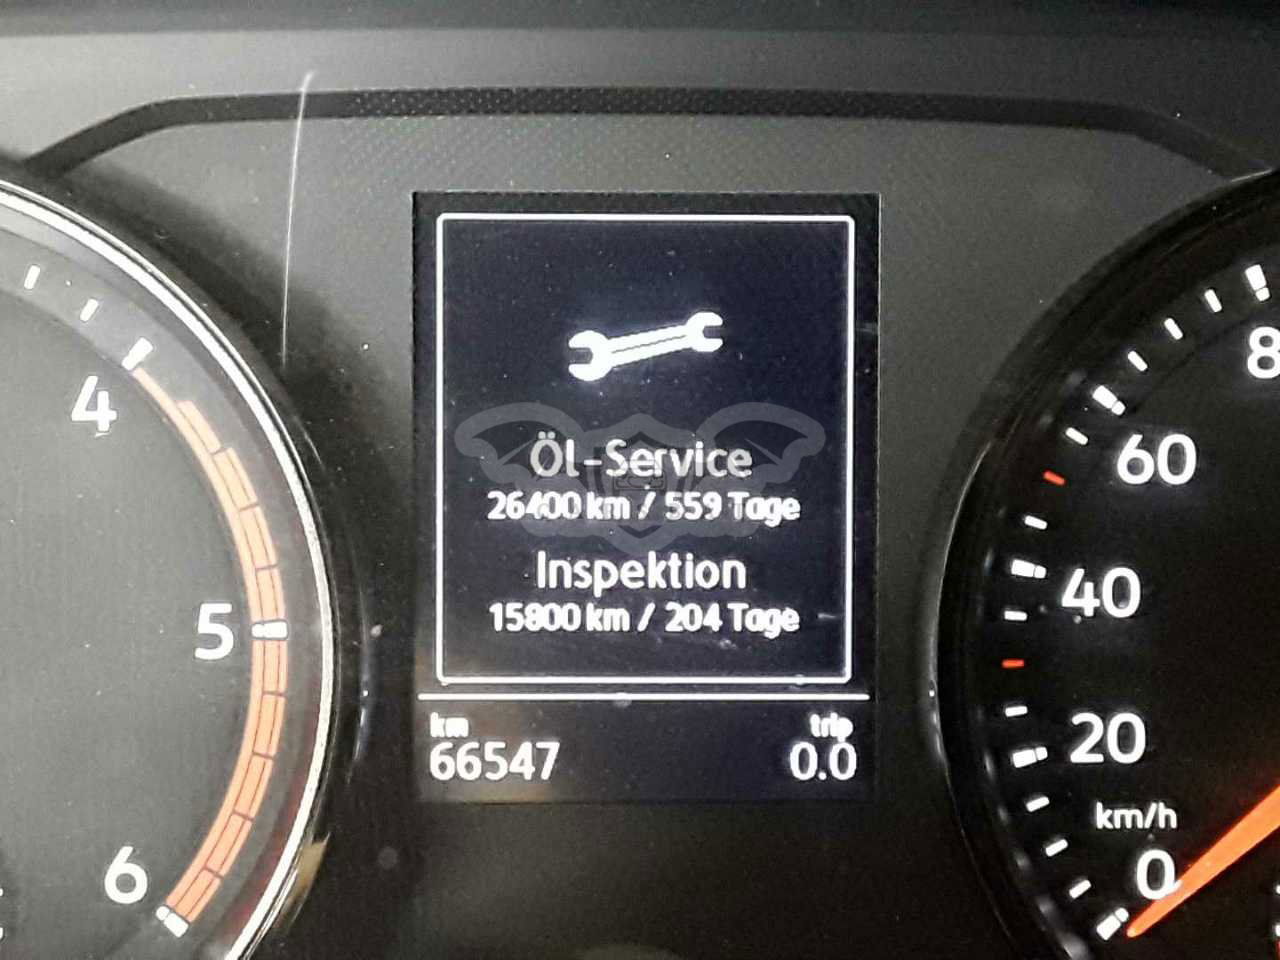 4
5
6
Öl-Service
26400 km / 559 Tage
Inspektion
15800 km / 204 Tage
km
trip
66547
0.0
8
60
40
20
km/h
0